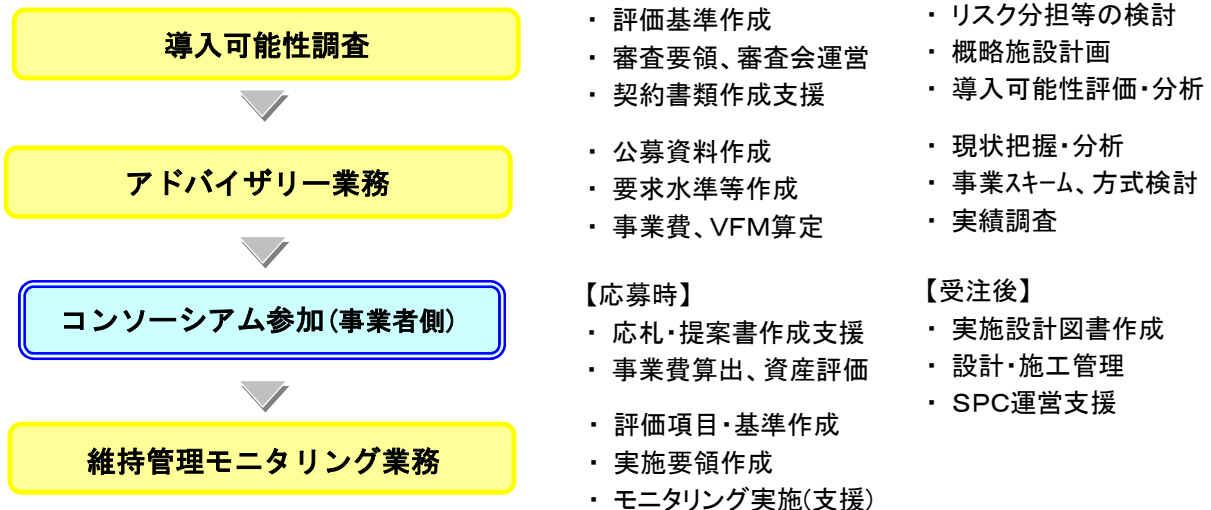 導入可能性調査
アドバイザリー業務
コンソーシアム参加(事業者側)
維持管理モニタリング業務
・ 評価基準作成
・ 審査要領、審査会運営
・ 契約書類作成支援
・ 公募資料作成
・ 要求水準等作成
・ 事業費、VFM算定
【応募時】
・ 応札・提案書作成支援
・ 事業費算出、資産評価
・ 評価項目・基準作成
・ 実施要領作成
・ モニタリング実施(支援)
・ リスク分担等の検討
・ 概略施設計画
・ 導入可能性評価・分析
・ 現状把握・分析
・ 事業スキーム、方式検討
・ 実績調査
【受注後】
・ 実施設計図書作成
・ 設計・施工管理
・ SPC運営支援